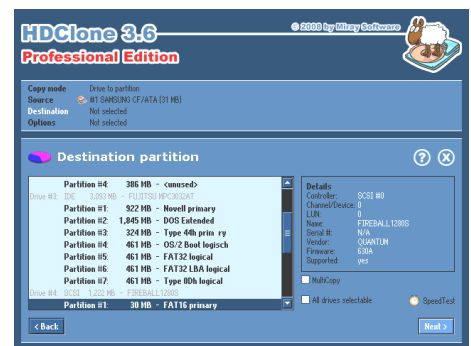 HDClone 3.6
© 2008 by Miray Software
Professional Edition
Copy mode Drive to partition
Source #1 SAMSUNG CF/ATA (31 MB)
Destination Not selected
Options Not selected
Destination partition
Partition #4: 386 MB - <unused>
Drive #3: IDE 3,093 MB - FUJITSU MPC3032AT
Partition #1: 922 MB - Novell primary
Partition #2: 1,845 MB - DOS Extended
Partition #3: 324 MB - Type 44h prim ry
Partition #4: 461 MB - OS/2 Boot logisch
Partition #5: 461 MB - FAT32 logical
Partition #6: 461 MB - FAT32 LBA logical
Partition #7: 461 MB - Type 0Dh logical
Drive #4: SCSI 1,222 MB - FIREBALL1280S
Partition #1: 30 MB - FAT16 primary
Details
Controller: SCSI #0
Channel/Device: 0
LUN: 0
Name: FIREBALL1280S
Serial #: N/A
Vendor: QUANTUM
Firmware: 630A
Supported: yes
MultiCopy
All drives selectable
SpeedTest
< Back
Next >